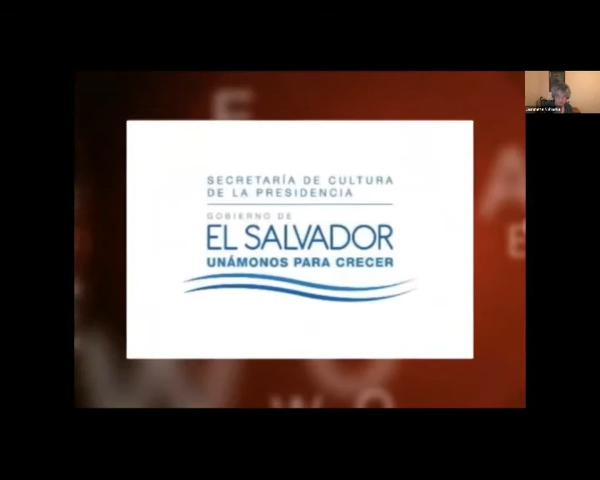 SECRETARÍA DE CULTURA
DE LA PRESIDENCIA
GOBIERNO DE
EL SALVADOR
UNÁMONOS PARA CRECER